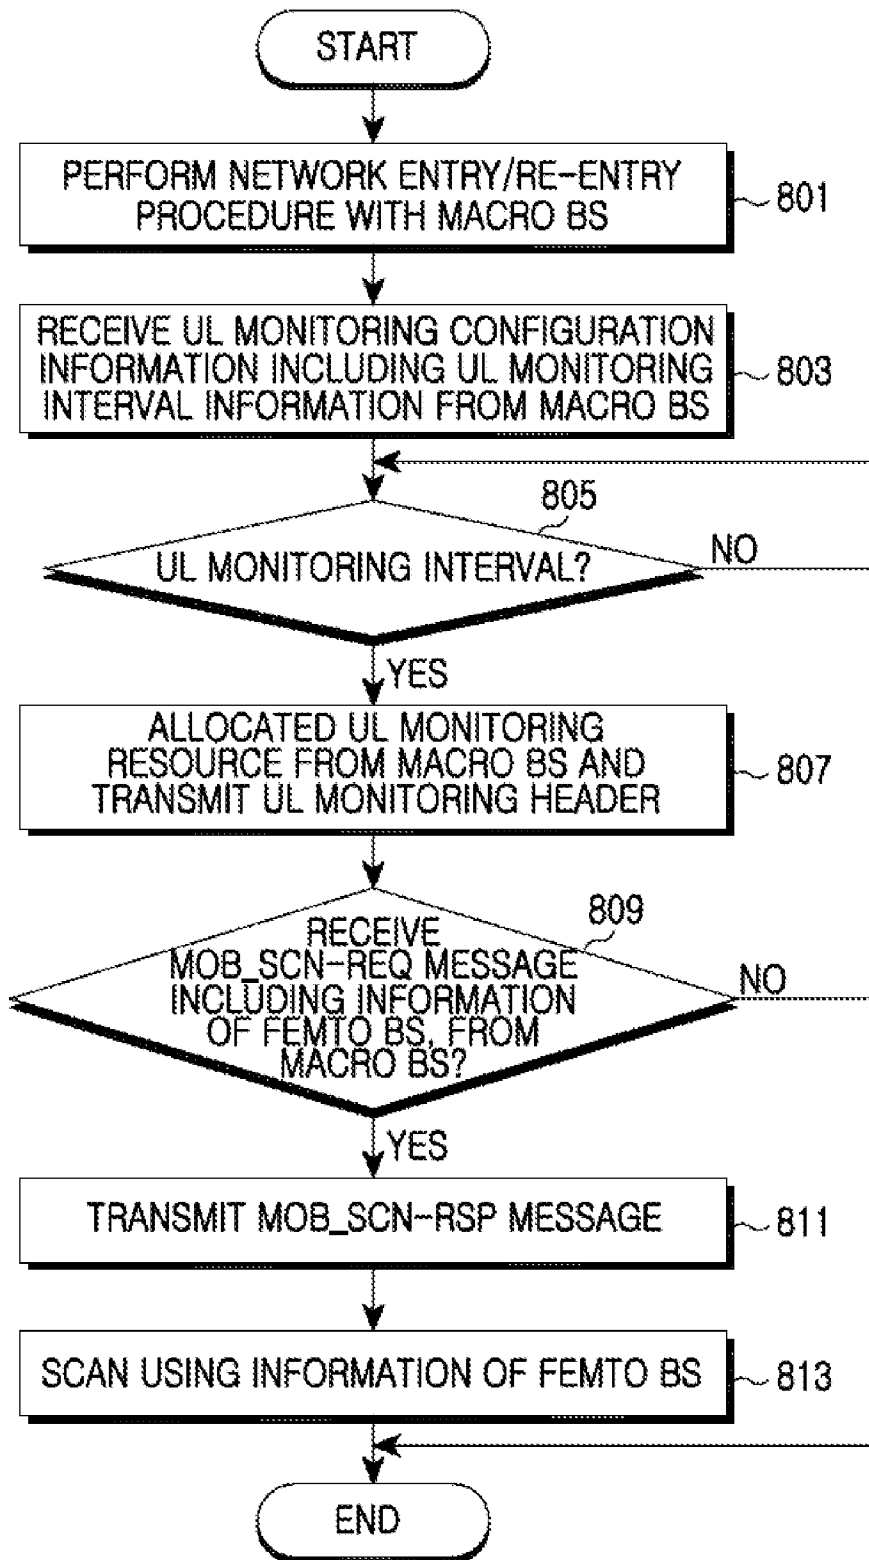 START
PERFORM NETWORK ENTRY/RE-ENTRY
PROCEDURE WITH MACRO BS
801
RECEIVE UL MONITORING CONFIGURATION
INFORMATION INCLUDING UL MONITORING
INTERVAL INFORMATION FROM MACRO BS
803
805
UL MONITORING INTERVAL?
NO
YES
ALLOCATED UL MONITORING
RESOURCE FROM MACRO BS AND
TRANSMIT UL MONITORING HEADER
807
809
RECEIVE
MOB_SCN-REQ MESSAGE
INCLUDING INFORMATION
OF FEMTO BS, FROM
MACRO BS?
NO
YES
TRANSMIT MOB_SCN-RSP MESSAGE
811
SCAN USING INFORMATION OF FEMTO BS
813
END